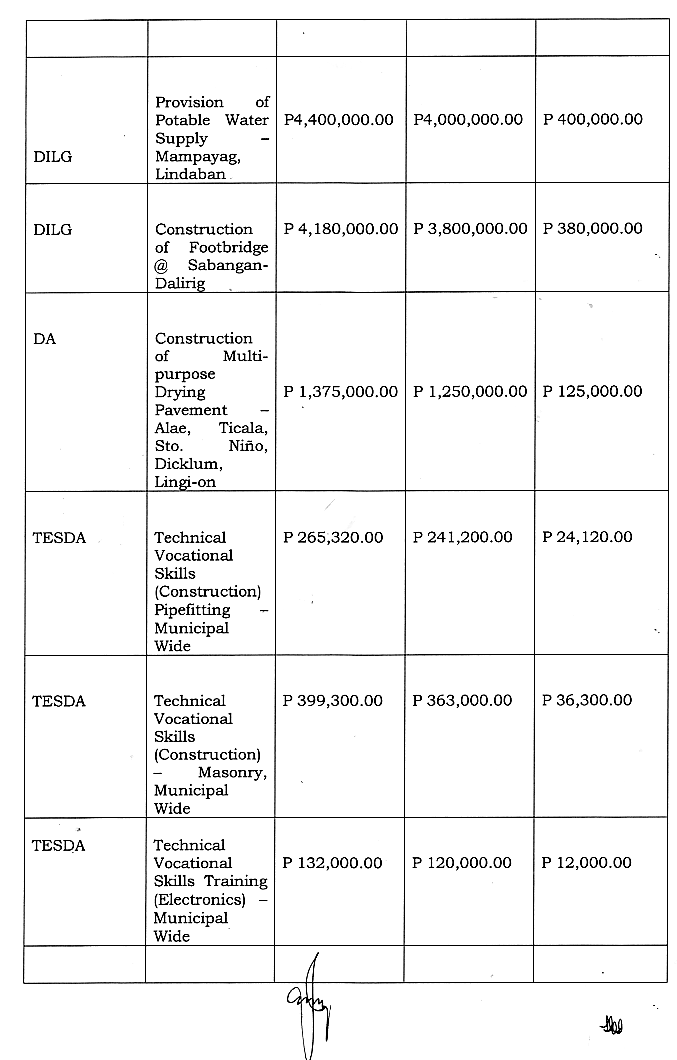 Provision of
Potable Water P4,400,000.00 P4,000,000.00 P 400,000.00
Supply –
DILG Mampayag,
Lindaban
DILG Construction P 4,180,000.00 P 3,800,000.00 P 380,000.00
of Footbridge
@ Sabangan-
Dalirig
DA Construction
of Multi-
purpose
Drying P 1,375,000.00 P 1,250,000.00 P 125,000.00
Pavement –
Alae, Ticala,
Sto. Niño,
Dicklum,
Lingi-on
TESDA Technical P 265,320.00 P 241,200.00 P 24,120.00
Vocational
Skills
(Construction)
Pipefitting –
Municipal
Wide
TESDA Technical P 399,300.00 P 363,000.00 P 36,300.00
Vocational
Skills
(Construction)
– Masonry,
Municipal
Wide
TESDA Technical
Vocational P 132,000.00 P 120,000.00 P 12,000.00
Skills Training
(Electronics) –
Municipal
Wide